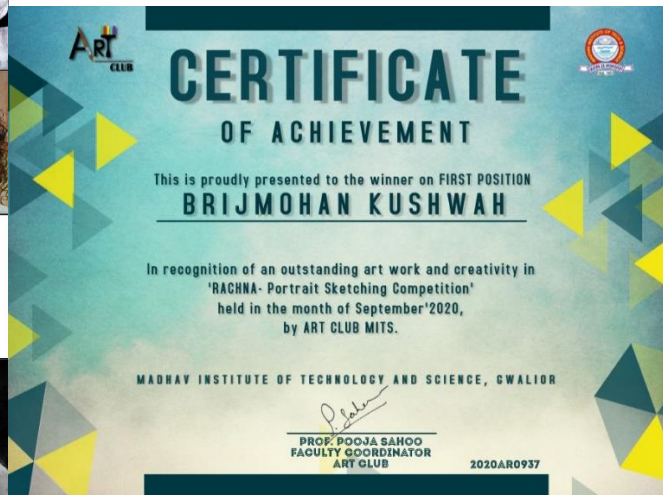 ART
CLUB
CERTIFICATE
OF ACHIEVEMENT
This is proudly presented to the winner on FIRST POSITION
BRIJMOHAN KUSHWAH
In recognition of an outstanding art work and creativity in
'RACHNA- Portrait Sketching Competition'
held in the month of September'2020,
by ART CLUB MITS.
MADHAV INSTITUTE OF TECHNOLOGY AND SCIENCE, GWALIOR
P. Sahoo
PROF. POOJA SAHOO
FACULTY COORDINATOR
ART CLUB
2020AR0937